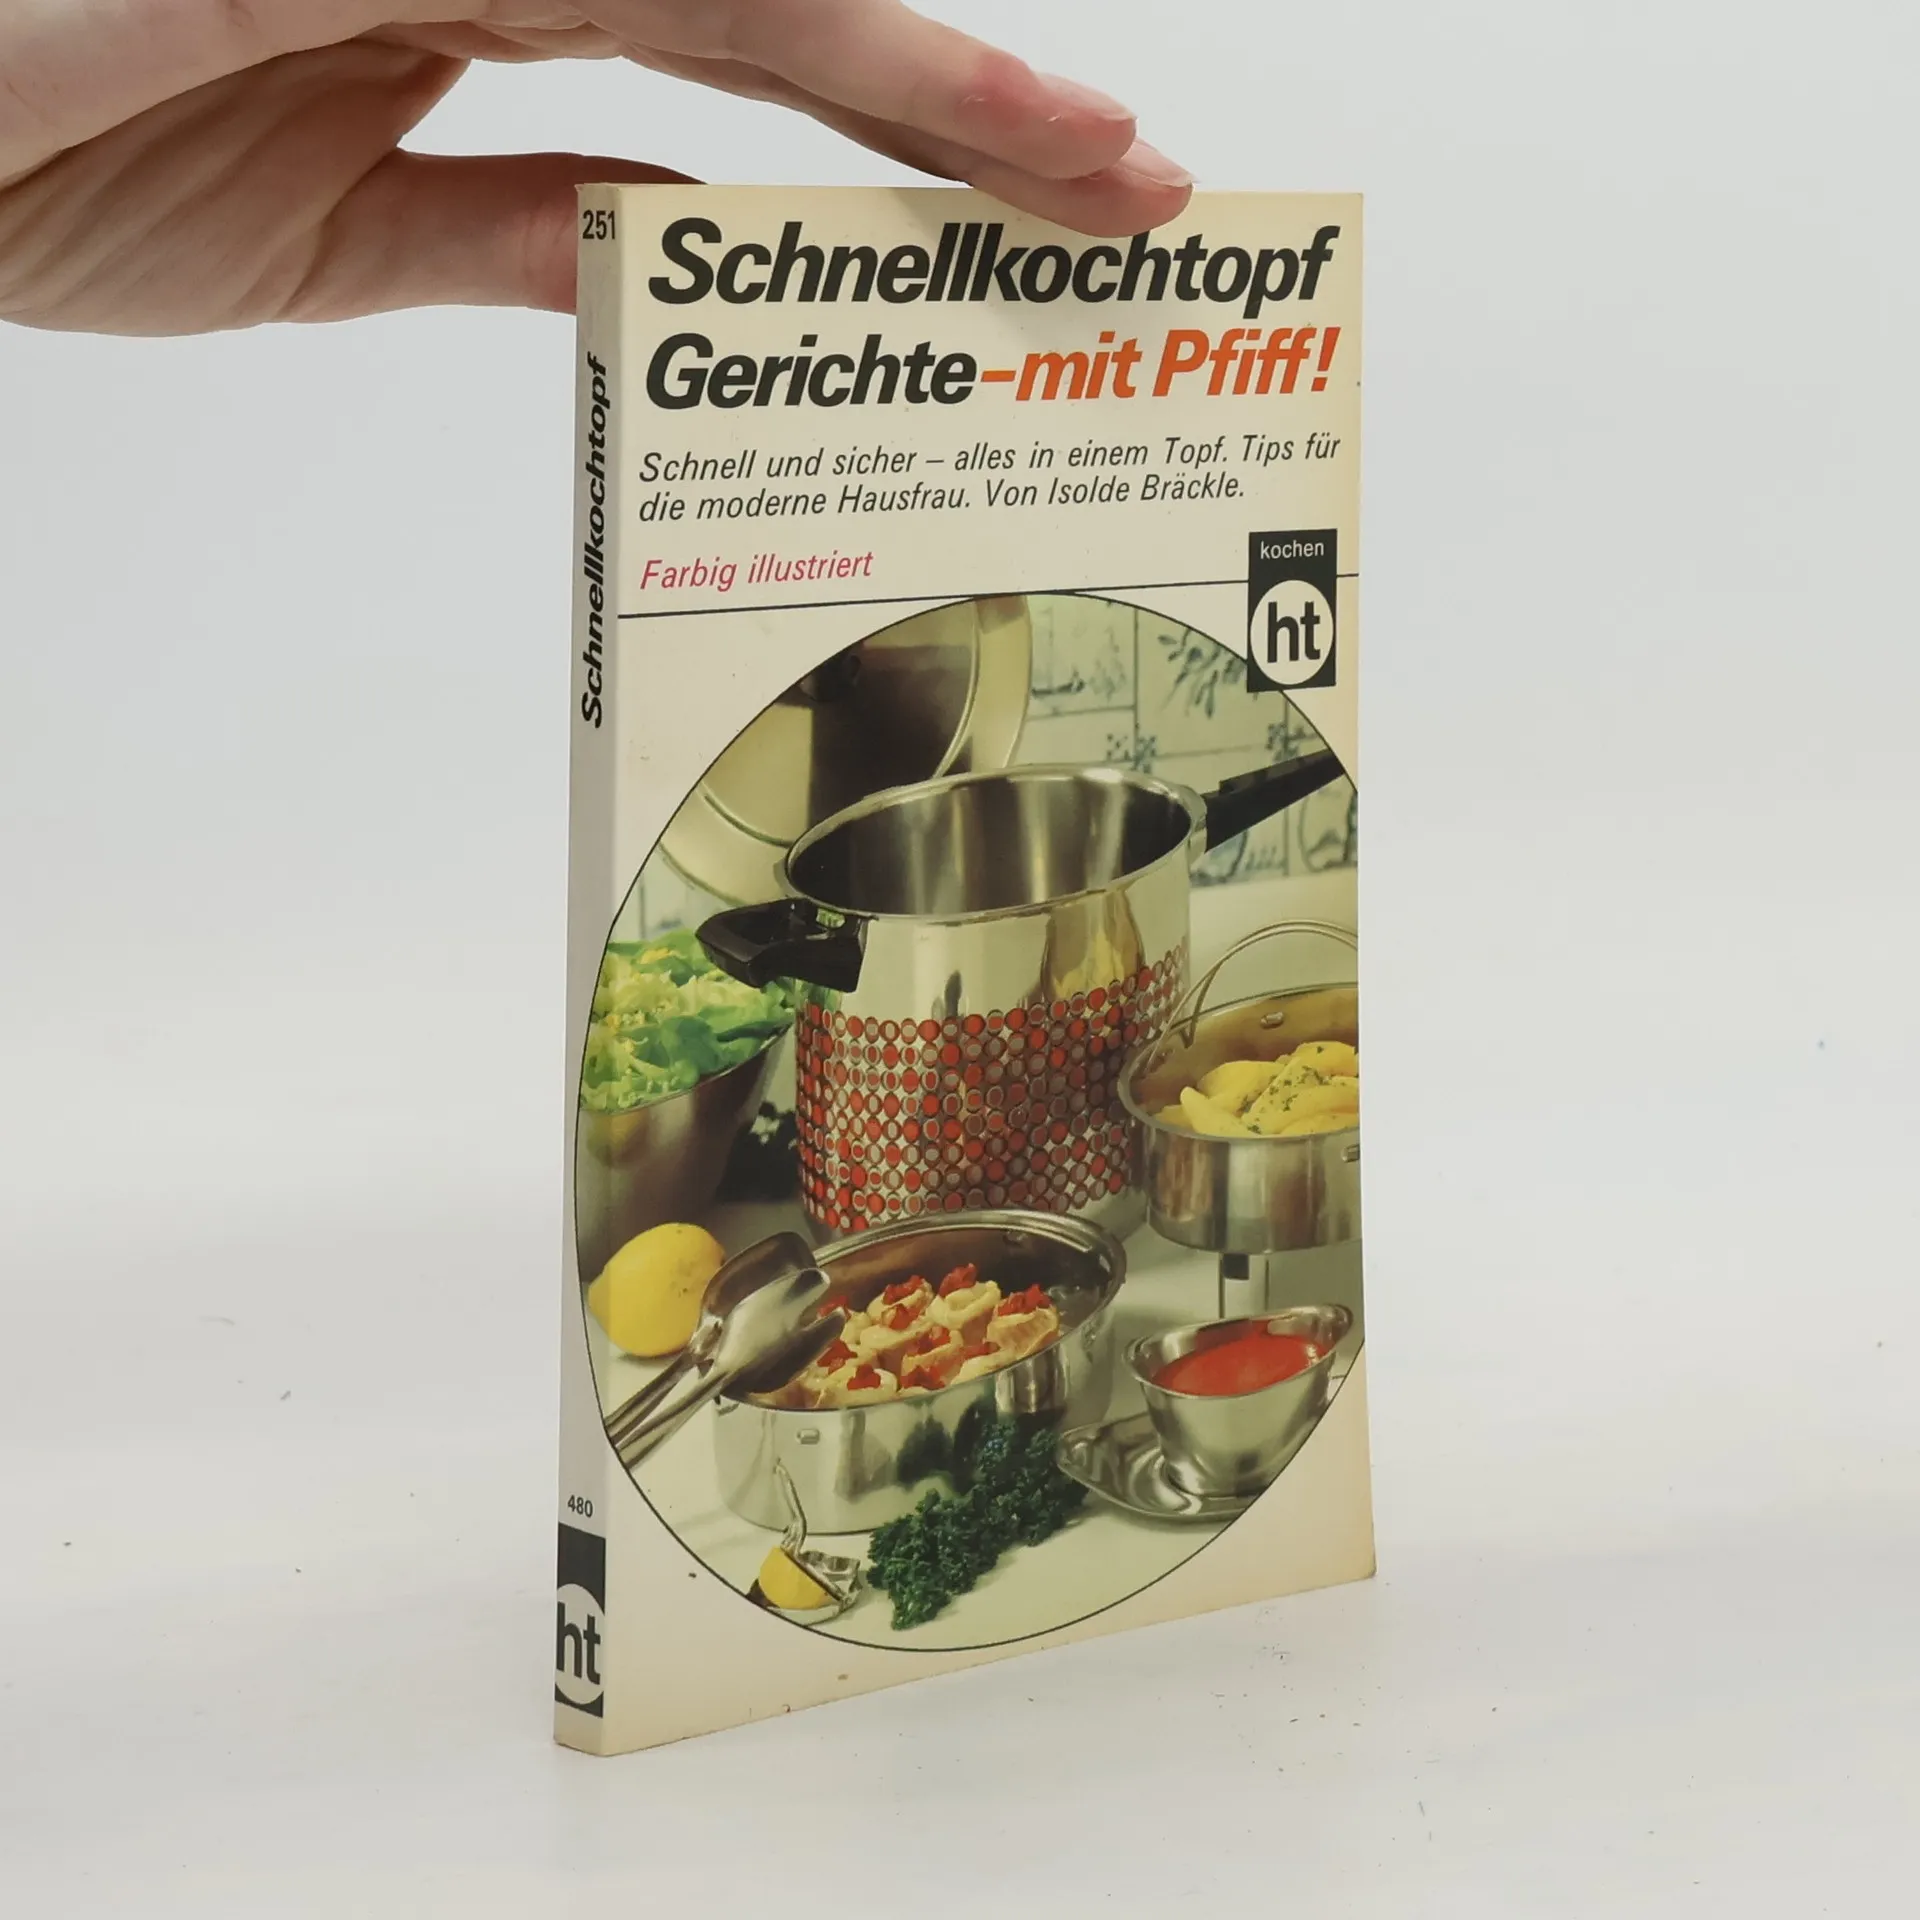 251
Schnellkochtopf
480
ht
Schnellkochtopf
Gerichte-mit Pfiff!
Schnell und sicher – alles in einem Topf. Tips für
die moderne Hausfrau. Von Isolde Bräckle.
Farbig illustriert
kochen
ht